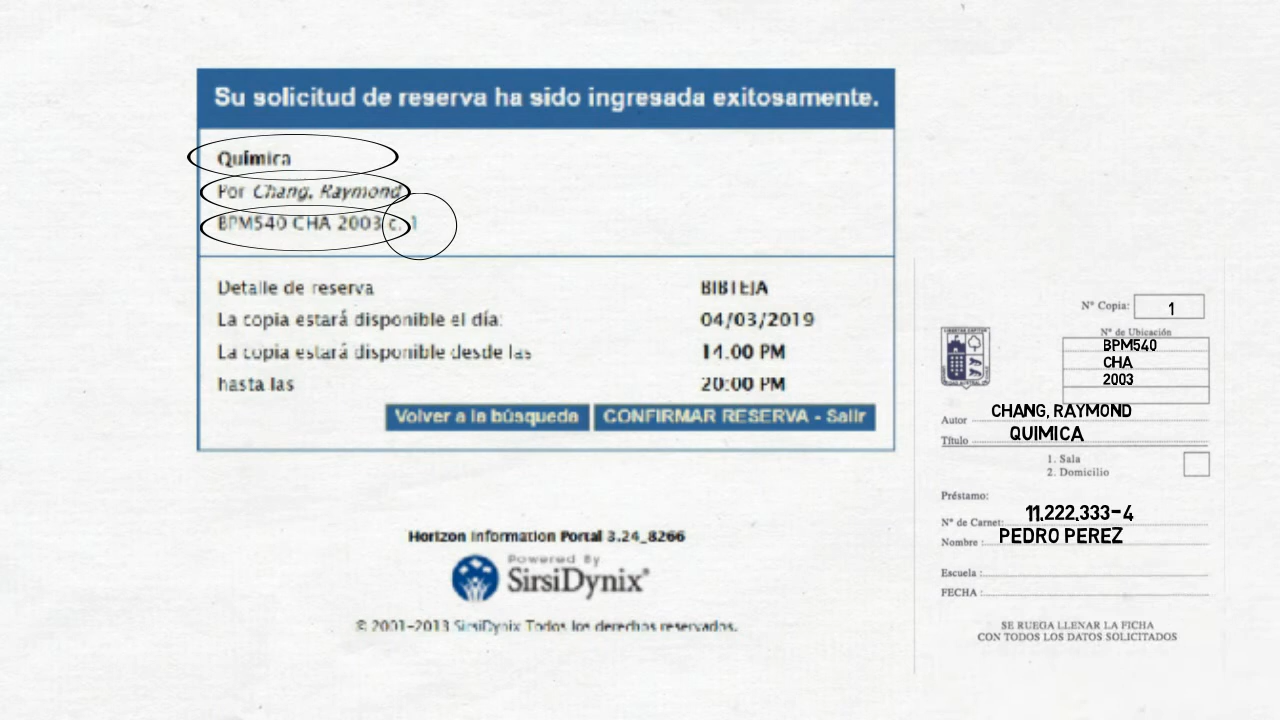 Su solicitud de reserva ha sido ingresada exitosamente.
Química
Por Chang, Raymond
BPM540 CHA 2003 c. 1
Detalle de reserva BIBTEJA
La copia estará disponible el día: 04/03/2019
La copia estará disponible desde las 14.00 PM
hasta las 20:00 PM
Volver a la búsqueda CONFIRMAR RESERVA - Salir
Horizon Information Portal 3.24_8266
Powered By
SirsiDynix®
© 2001-2013 SirsiDynix Todos los derechos reservados.
N° Copia: 1
N° de Ubicación
BPM540
CHA
2003
Autor CHANG, RAYMOND
Título QUIMICA
1. Sala
2. Domicilio
Préstamo:
N° de Carnet: 11.222.333-4
Nombre : PEDRO PEREZ
Escuela :
FECHA :
SE RUEGA LLENAR LA FICHA
CON TODOS LOS DATOS SOLICITADOS